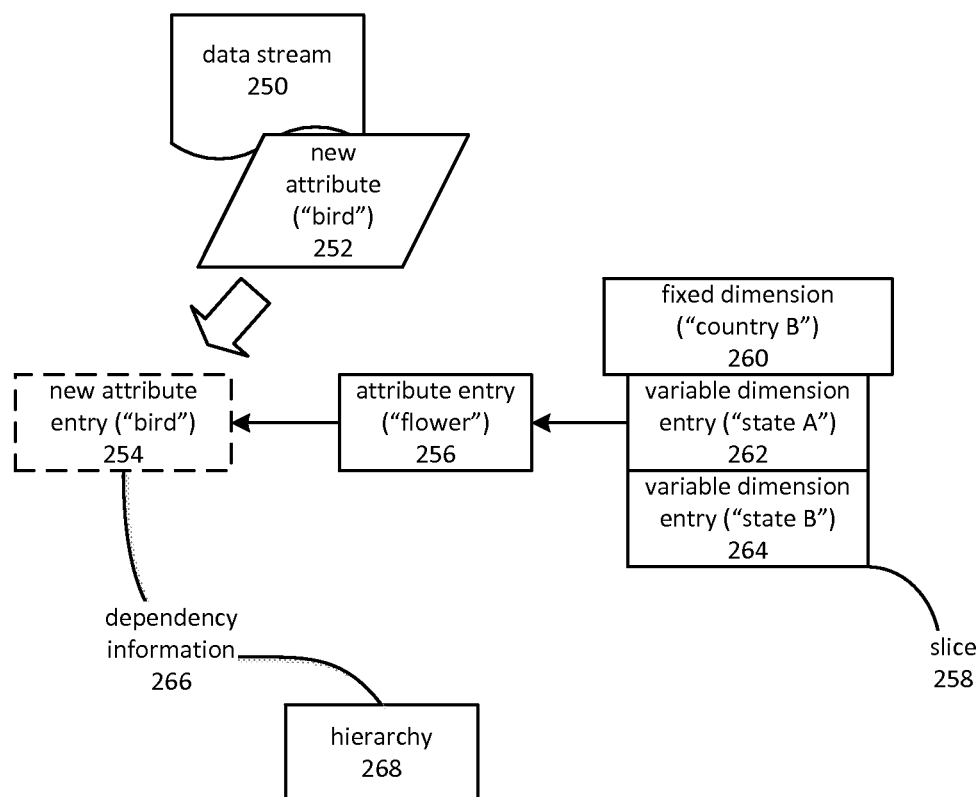 data stream
250
new
attribute
(“bird”)
252
fixed dimension
(“country B”)
260
new attribute
entry (“bird”)
254
attribute entry
(“flower”)
256
variable dimension
entry (“state A”)
262
variable dimension
entry (“state B”)
264
dependency
information
266
slice
258
hierarchy
268